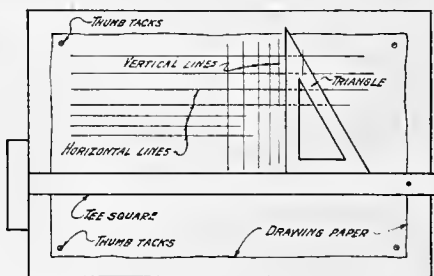 THUMB TACKS
VERTICAL LINES
TRIANGLE
HORIZONTAL LINES
TEE SQUARE
DRAWING PAPER
THUMB TACKS